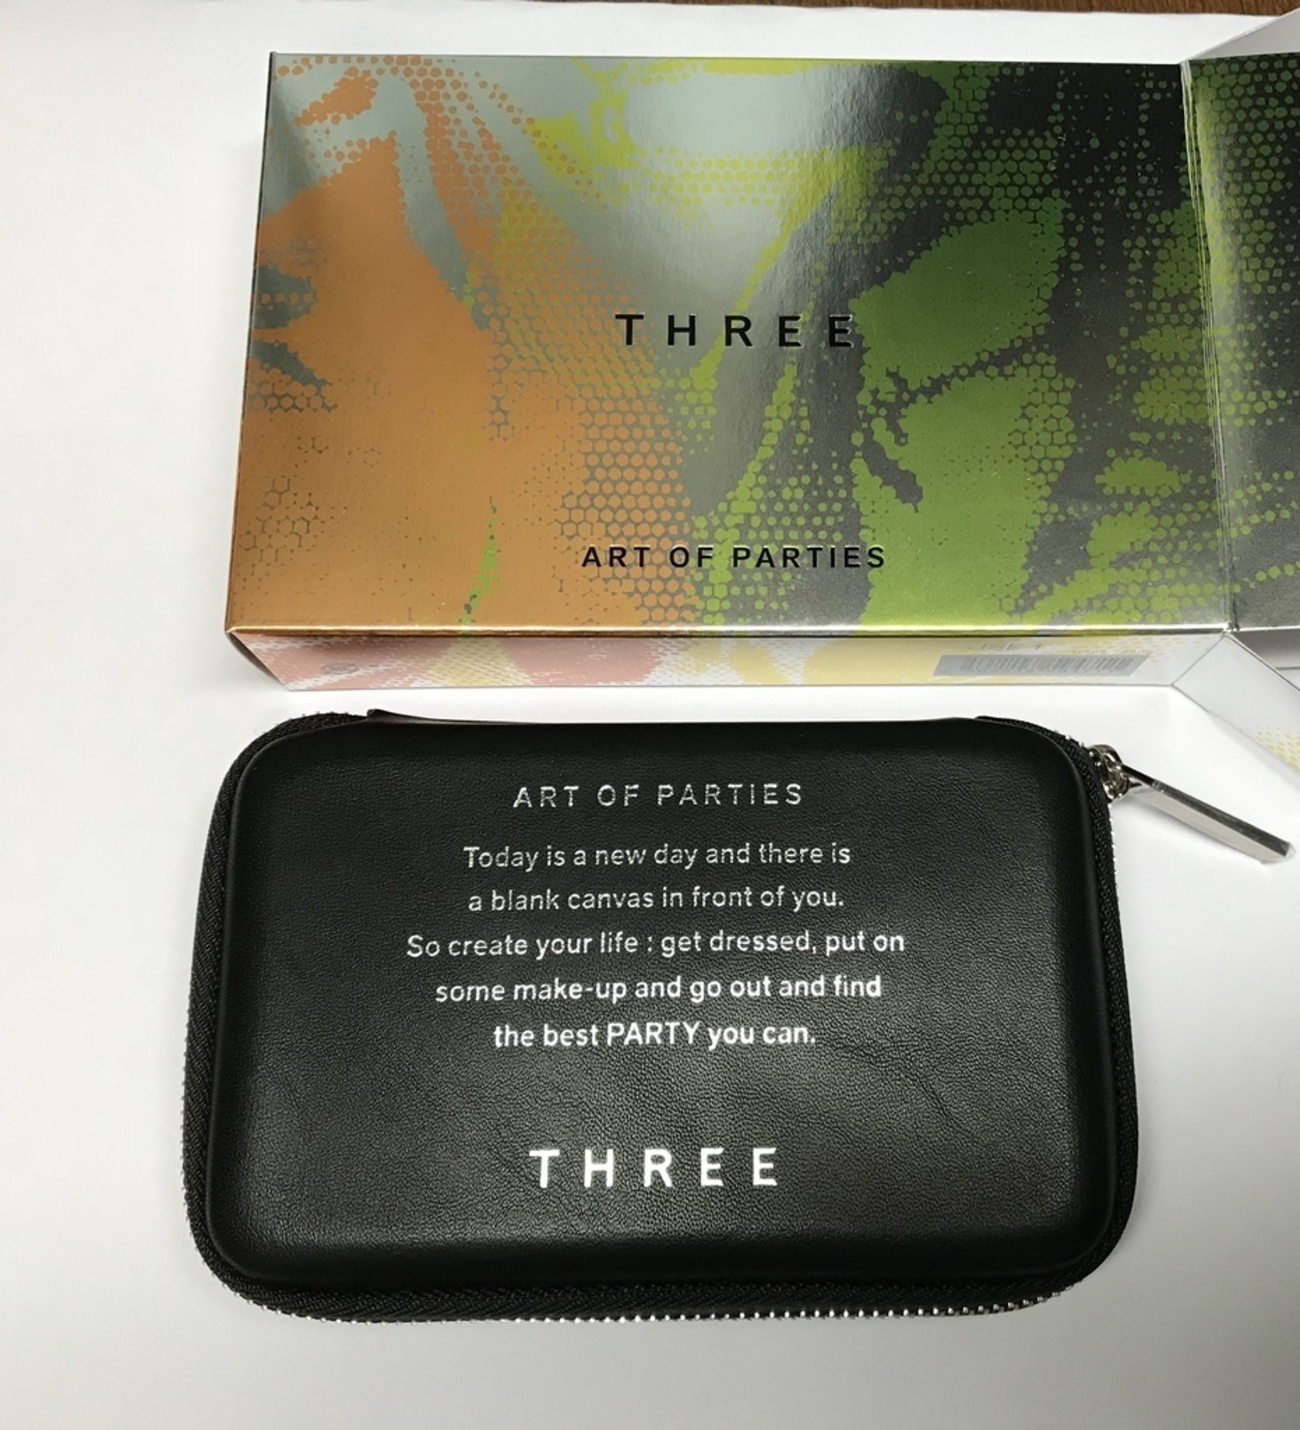 THREE
ART OF PARTIES
ART OF PARTIES
Today is a new day and there is
a blank canvas in front of you.
So create your life : get dressed, put on
some make-up and go out and find
the best PARTY you can.
THREE